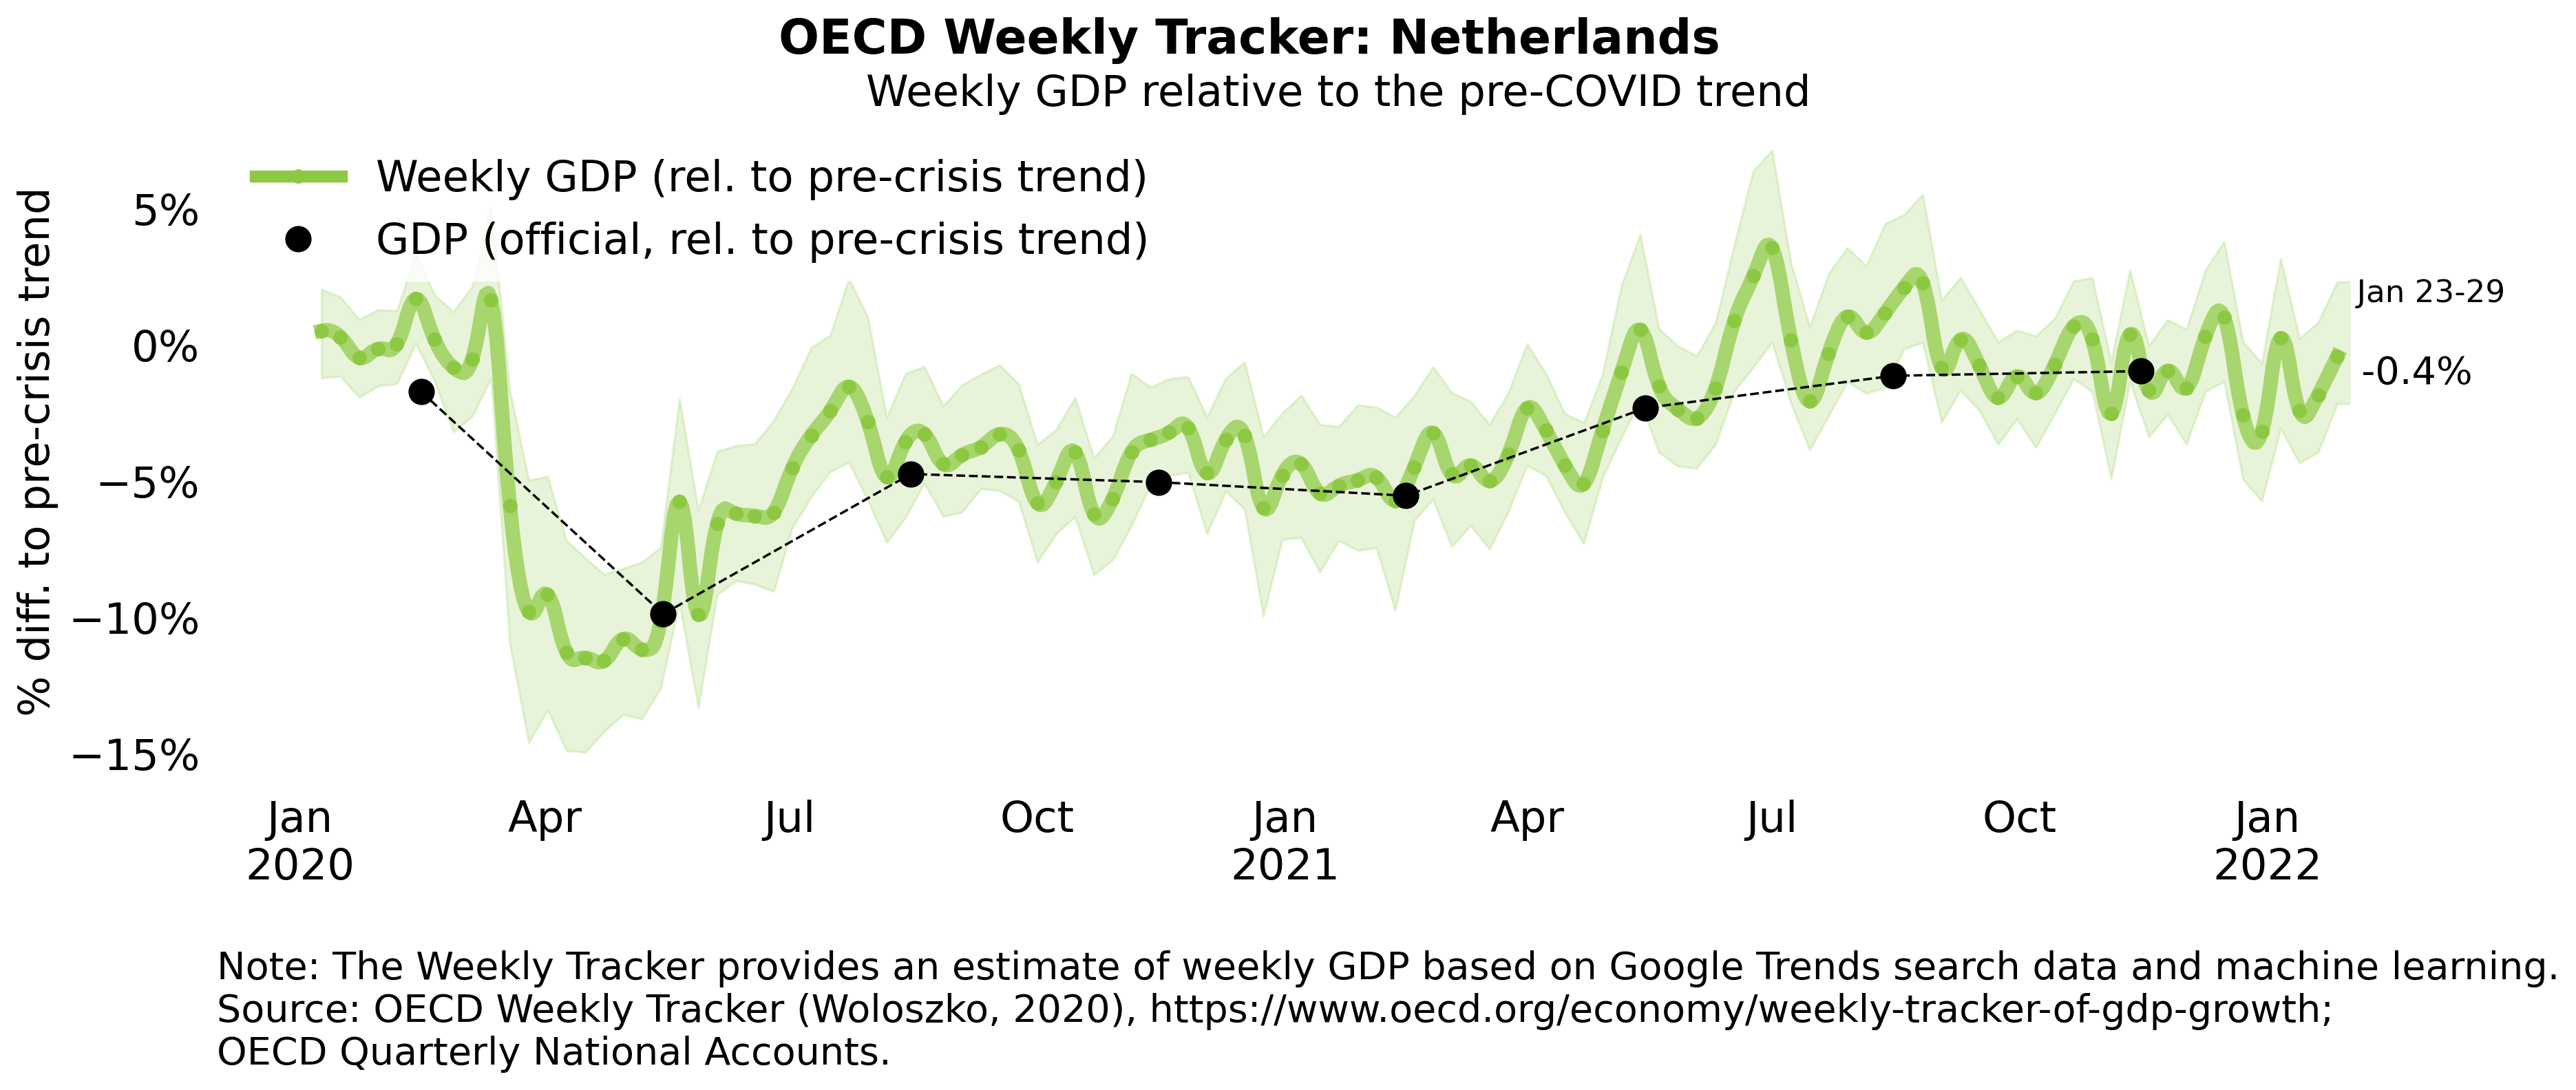 OECD Weekly Tracker: Netherlands
Weekly GDP relative to the pre-COVID trend
Weekly GDP (rel. to pre-crisis trend)
GDP (official, rel. to pre-crisis trend)
% diff. to pre-crisis trend
5%
0%
−5%
−10%
−15%
Jan 23-29
-0.4%
Jan Apr Jul Oct Jan Apr Jul Oct Jan
2020 2021 2022
Note: The Weekly Tracker provides an estimate of weekly GDP based on Google Trends search data and machine learning.
Source: OECD Weekly Tracker (Woloszko, 2020), https://www.oecd.org/economy/weekly-tracker-of-gdp-growth;
OECD Quarterly National Accounts.